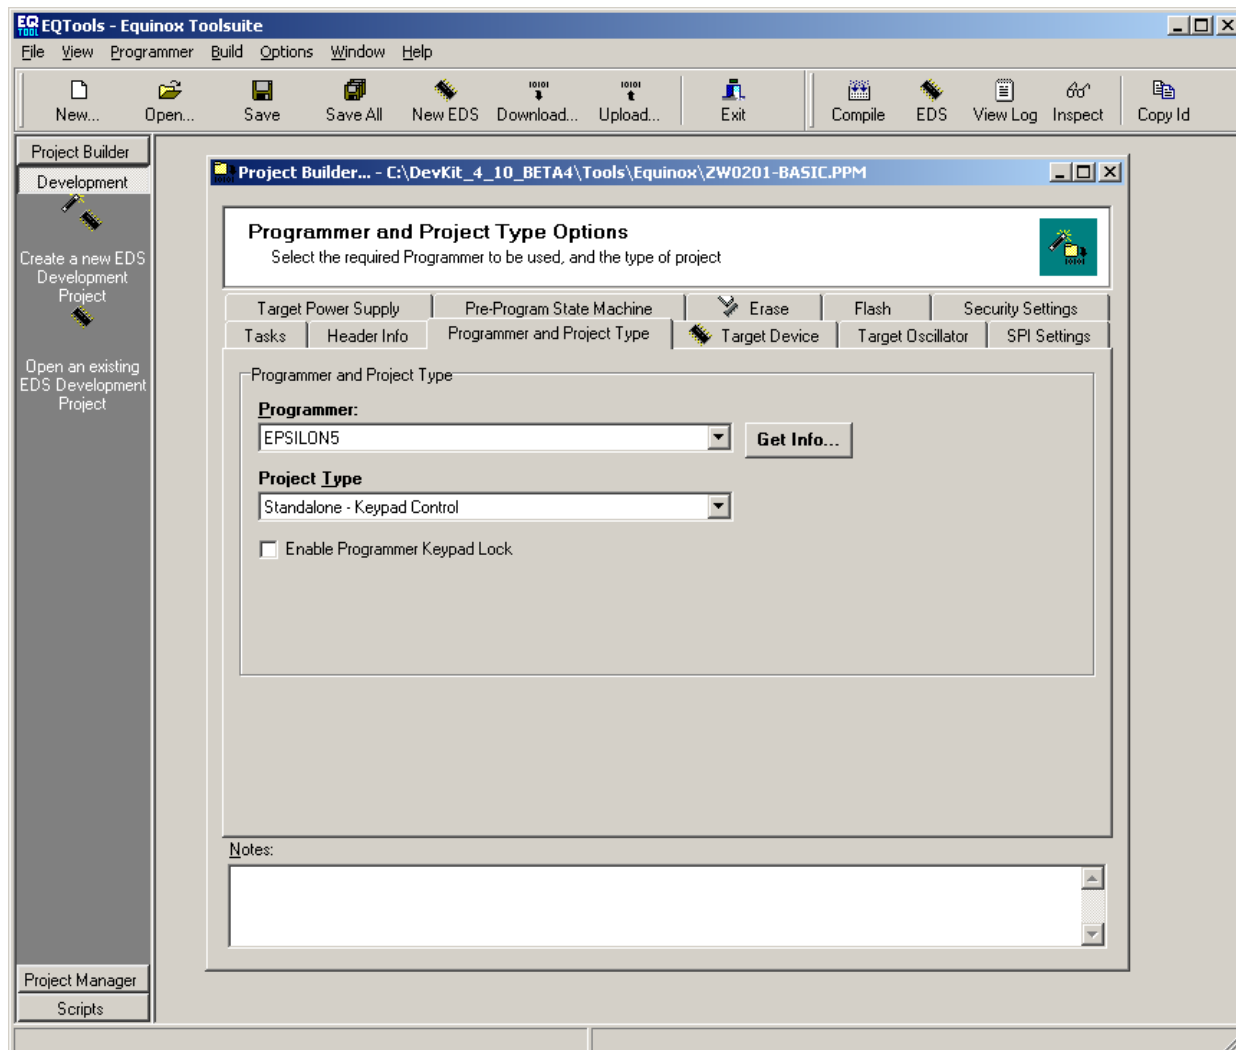 EQTools - Equinox Toolsuite
File View Programmer Build Options Window Help
New... Open... Save Save All New EDS Download... Upload... Exit Compile EDS View Log Inspect Copy Id
Project Builder
Development
Create a new EDS
Development
Project
Open an existing
EDS Development
Project
Project Manager
Scripts
Project Builder... - C:\DevKit_4_10_BETA4\Tools\Equinox\ZW0201-BASIC.PPM
Programmer and Project Type Options
Select the required Programmer to be used, and the type of project
Target Power Supply Pre-Program State Machine Erase Flash Security Settings
Tasks Header Info Programmer and Project Type Target Device Target Oscillator SPI Settings
Programmer and Project Type
Programmer:
EPSILON5
Get Info...
Project Type
Standalone - Keypad Control
Enable Programmer Keypad Lock
Notes: